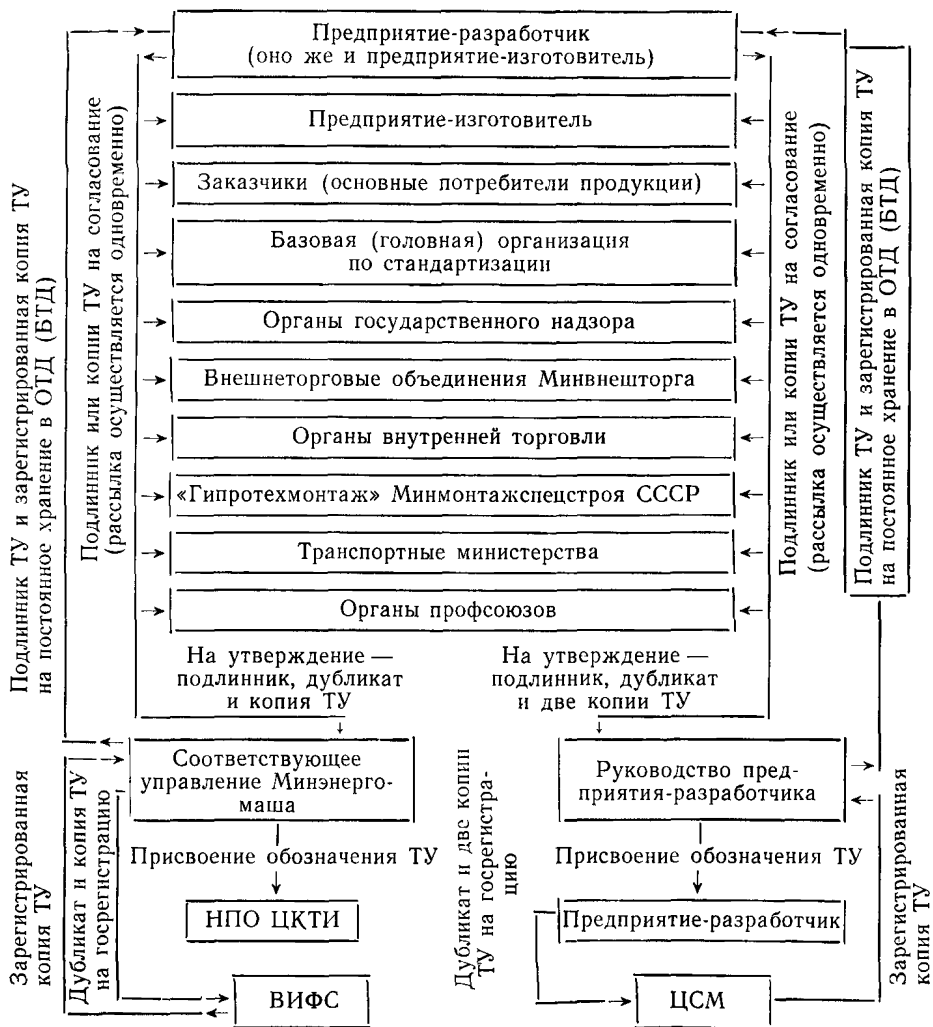 Предприятие-разработчик
(оно же и предприятие-изготовитель)
Предприятие-изготовитель
Заказчики (основные потребители продукции)
Базовая (головная) организация
по стандартизации
Органы государственного надзора
Внешнеторговые объединения Минвнешторга
Органы внутренней торговли
«Гипротехмонтаж» Минмонтажспецстроя СССР
Транспортные министерства
Органы профсоюзов
Подлинник ТУ и зарегистрированная копия ТУ
на постоянное хранение в ОТД (БТД)
Подлинник или копии ТУ на согласование
(рассылка осуществляется одновременно)
Подлинник или копии ТУ на согласование
(рассылка осуществляется одновременно)
Подлинник ТУ и зарегистрированная копия ТУ
на постоянное хранение в ОТД (БТД)
На утверждение —
подлинник, дубликат
и копия ТУ
На утверждение —
подлинник, дубликат
и две копии ТУ
Соответствующее
управление Минэнерго-
маша
Руководство пред-
приятия-разработчика
Присвоение обозначения ТУ
Присвоение обозначения ТУ
НПО ЦКТИ
Предприятие-разработчик
ВИФС
ЦСМ
Зарегистрированная
копия ТУ
Дубликат и копия ТУ
на госрегистрацию
Дубликат и две копии
ТУ на госрегистра-
цию
Зарегистрированная
копия ТУ